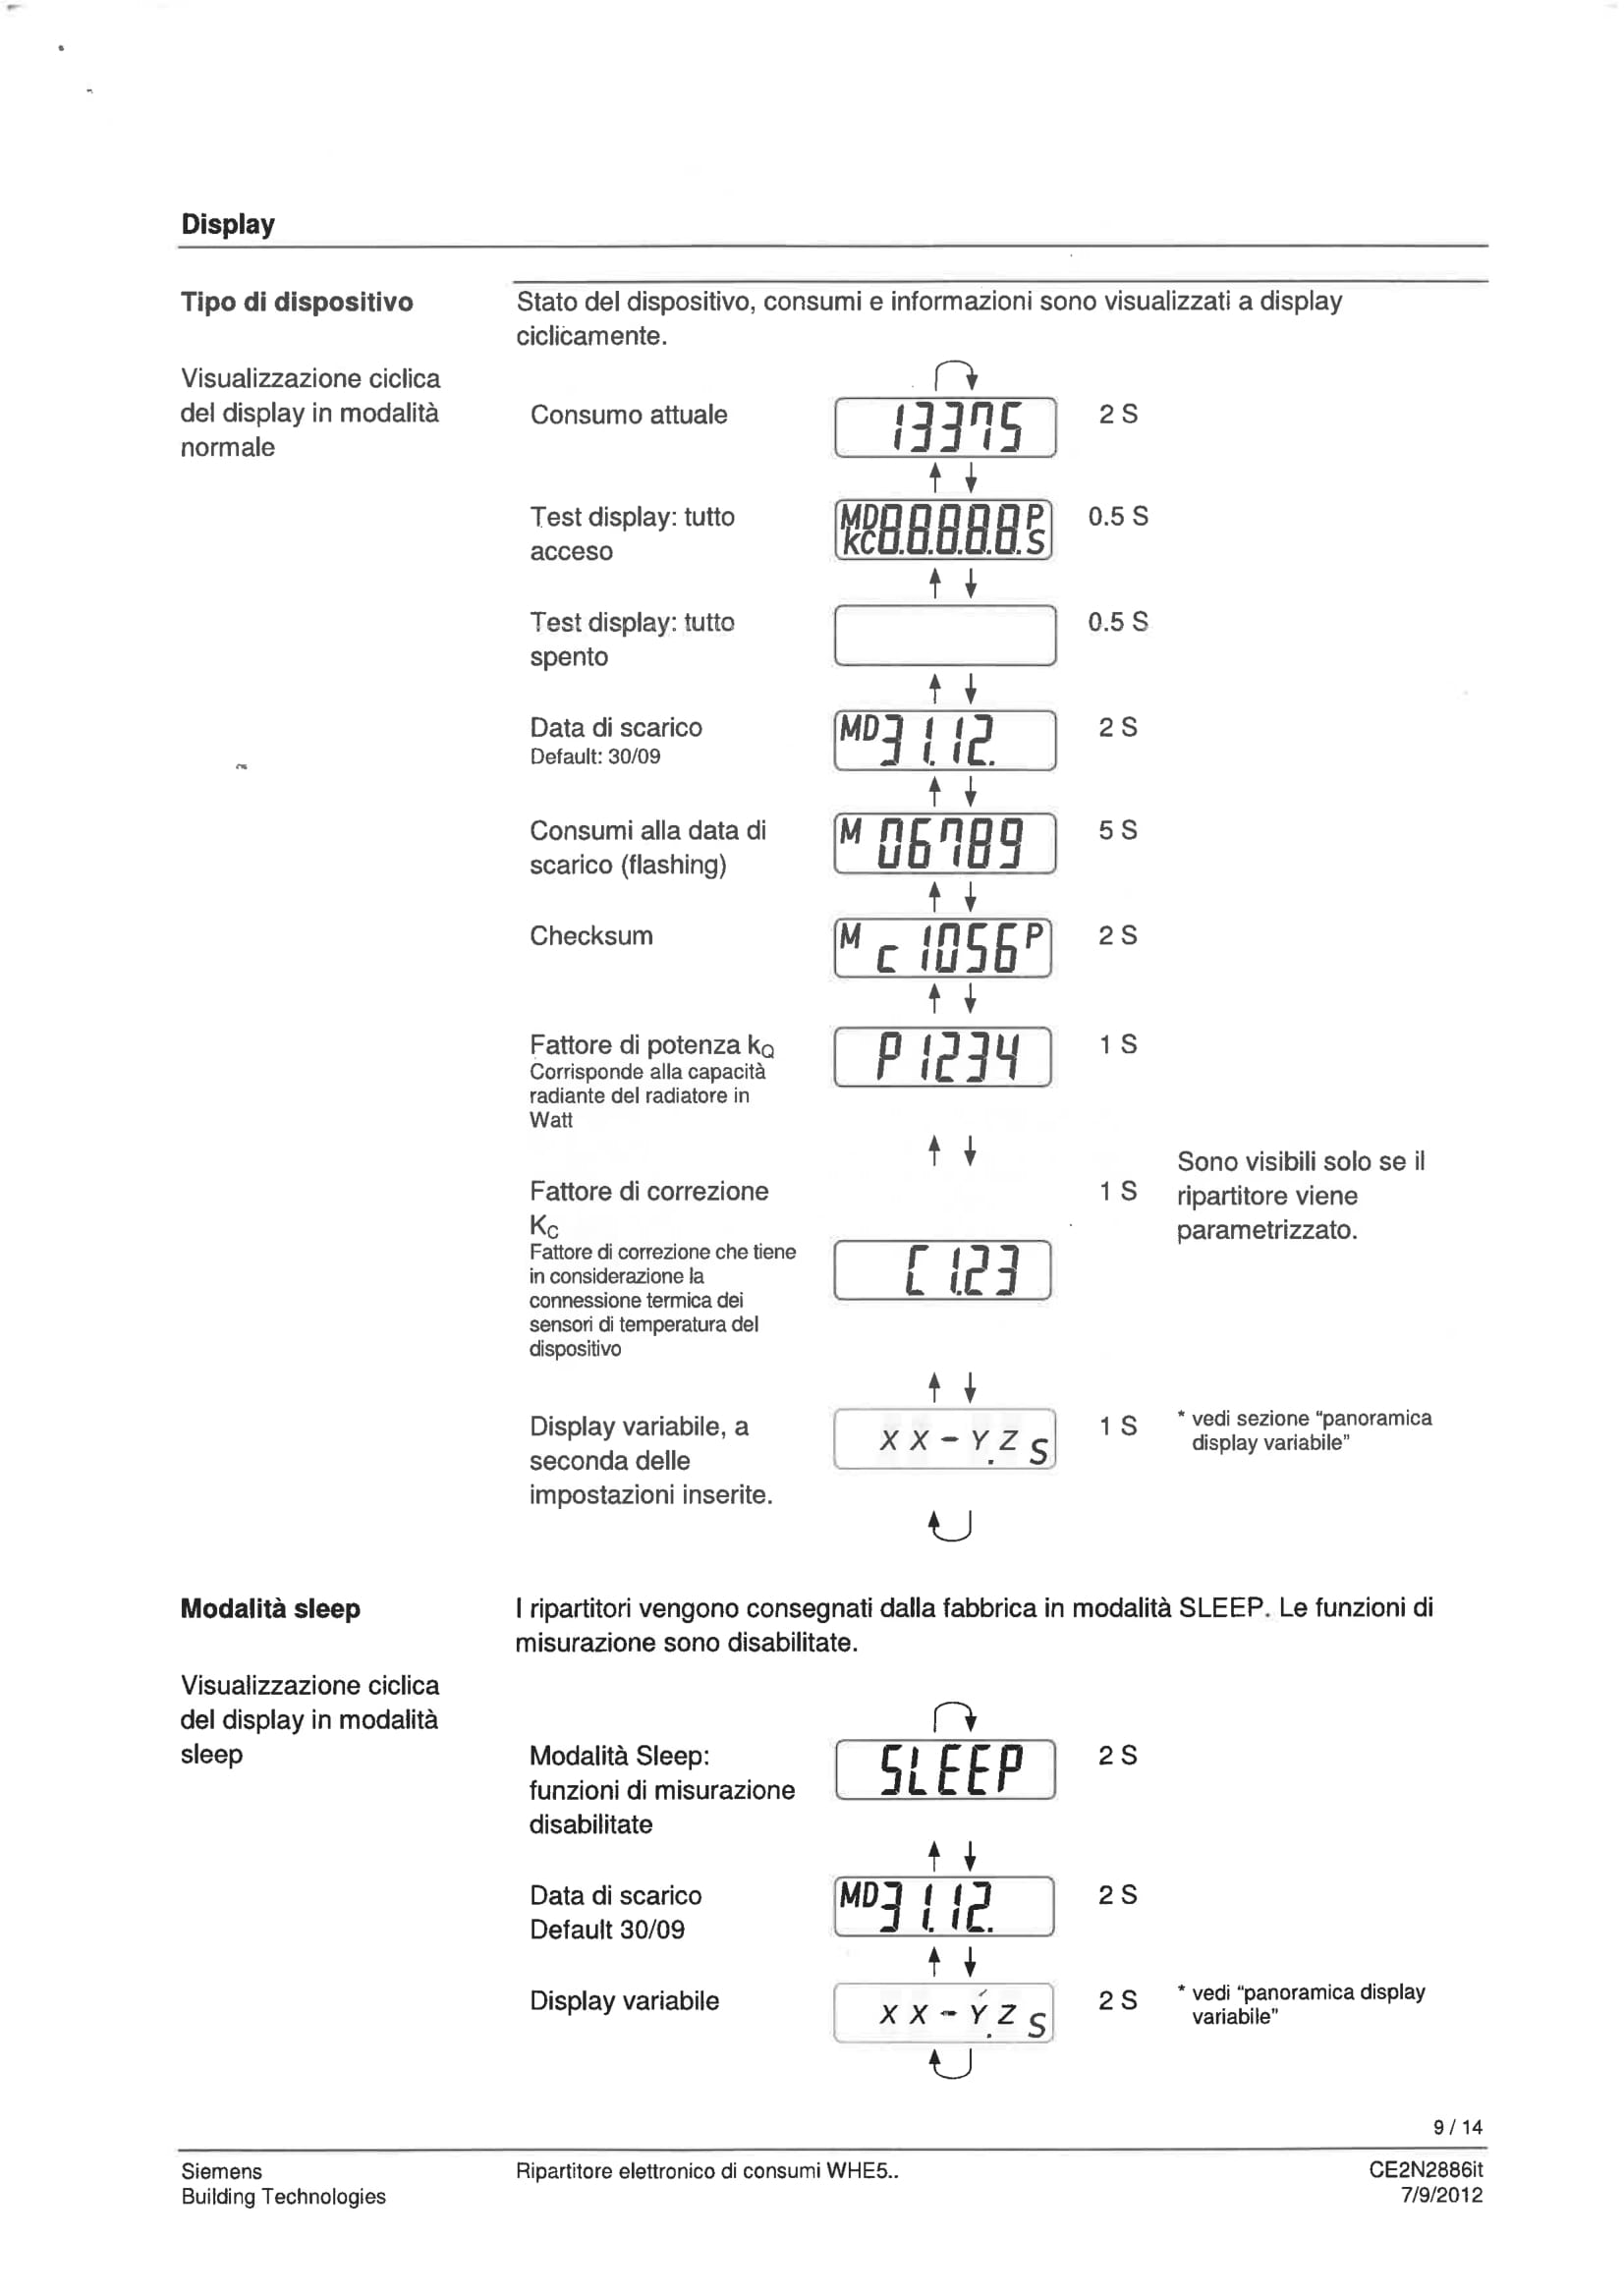 Display
Tipo di dispositivo
Stato del dispositivo, consumi e informazioni sono visualizzati a display
ciclicamente.
Visualizzazione ciclica
del display in modalità
normale
Consumo attuale
13375
2 S
Test display: tutto
acceso
MD
KC
8.8.8.8.8.
P
S
0.5 S
Test display: tutto
spento
0.5 S
Data di scarico
Default: 30/09
MD 31.12.
2 S
Consumi alla data di
scarico (flashing)
M 06789
5 S
Checksum
M c 1056 P
2 S
Fattore di potenza kQ
Corrisponde alla capacità
radiante del radiatore in
Watt
P 1234
1 S
Fattore di correzione
KC
Fattore di correzione che tiene
in considerazione la
connessione termica dei
sensori di temperatura del
dispositivo
C 1.23
1 S
Sono visibili solo se il
ripartitore viene
parametrizzato.
Display variabile, a
seconda delle
impostazioni inserite.
X X - Y. Z S
1 S
* vedi sezione “panoramica
display variabile”
Modalità sleep
I ripartitori vengono consegnati dalla fabbrica in modalità SLEEP. Le funzioni di
misurazione sono disabilitate.
Visualizzazione ciclica
del display in modalità
sleep
Modalità Sleep:
funzioni di misurazione
disabilitate
SLEEP
2 S
Data di scarico
Default 30/09
MD 31.12.
2 S
Display variabile
X X - Y. Z S
2 S
* vedi “panoramica display
variabile”
9 / 14
Siemens
Building Technologies
Ripartitore elettronico di consumi WHE5..
CE2N2886it
7/9/2012